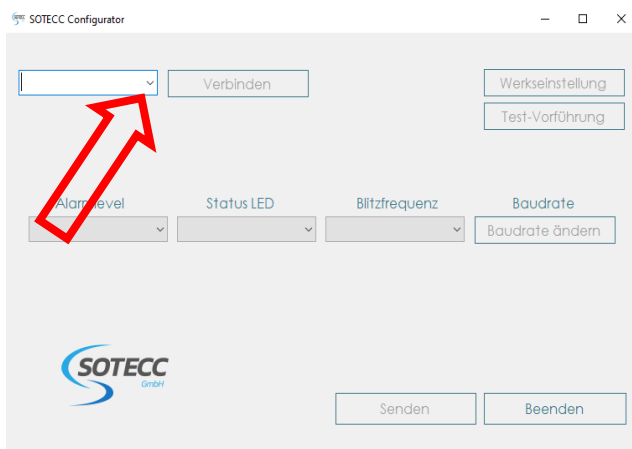 SOTECC Configurator
Verbinden
Werkseinstellung
Test-Vorführung
Alarmlevel
Status LED
Blitzfrequenz
Baudrate
Baudrate ändern
SOTECC
GmbH
Senden
Beenden